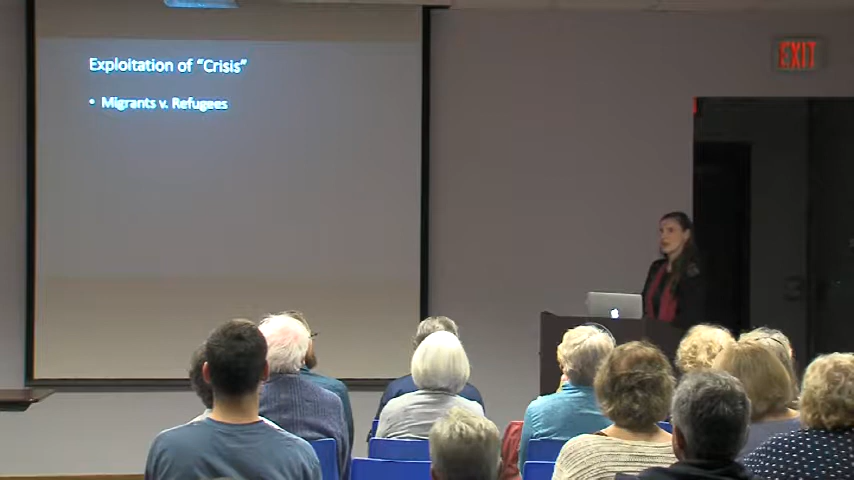 Exploitation of “Crisis”
• Migrants v. Refugees
EXIT